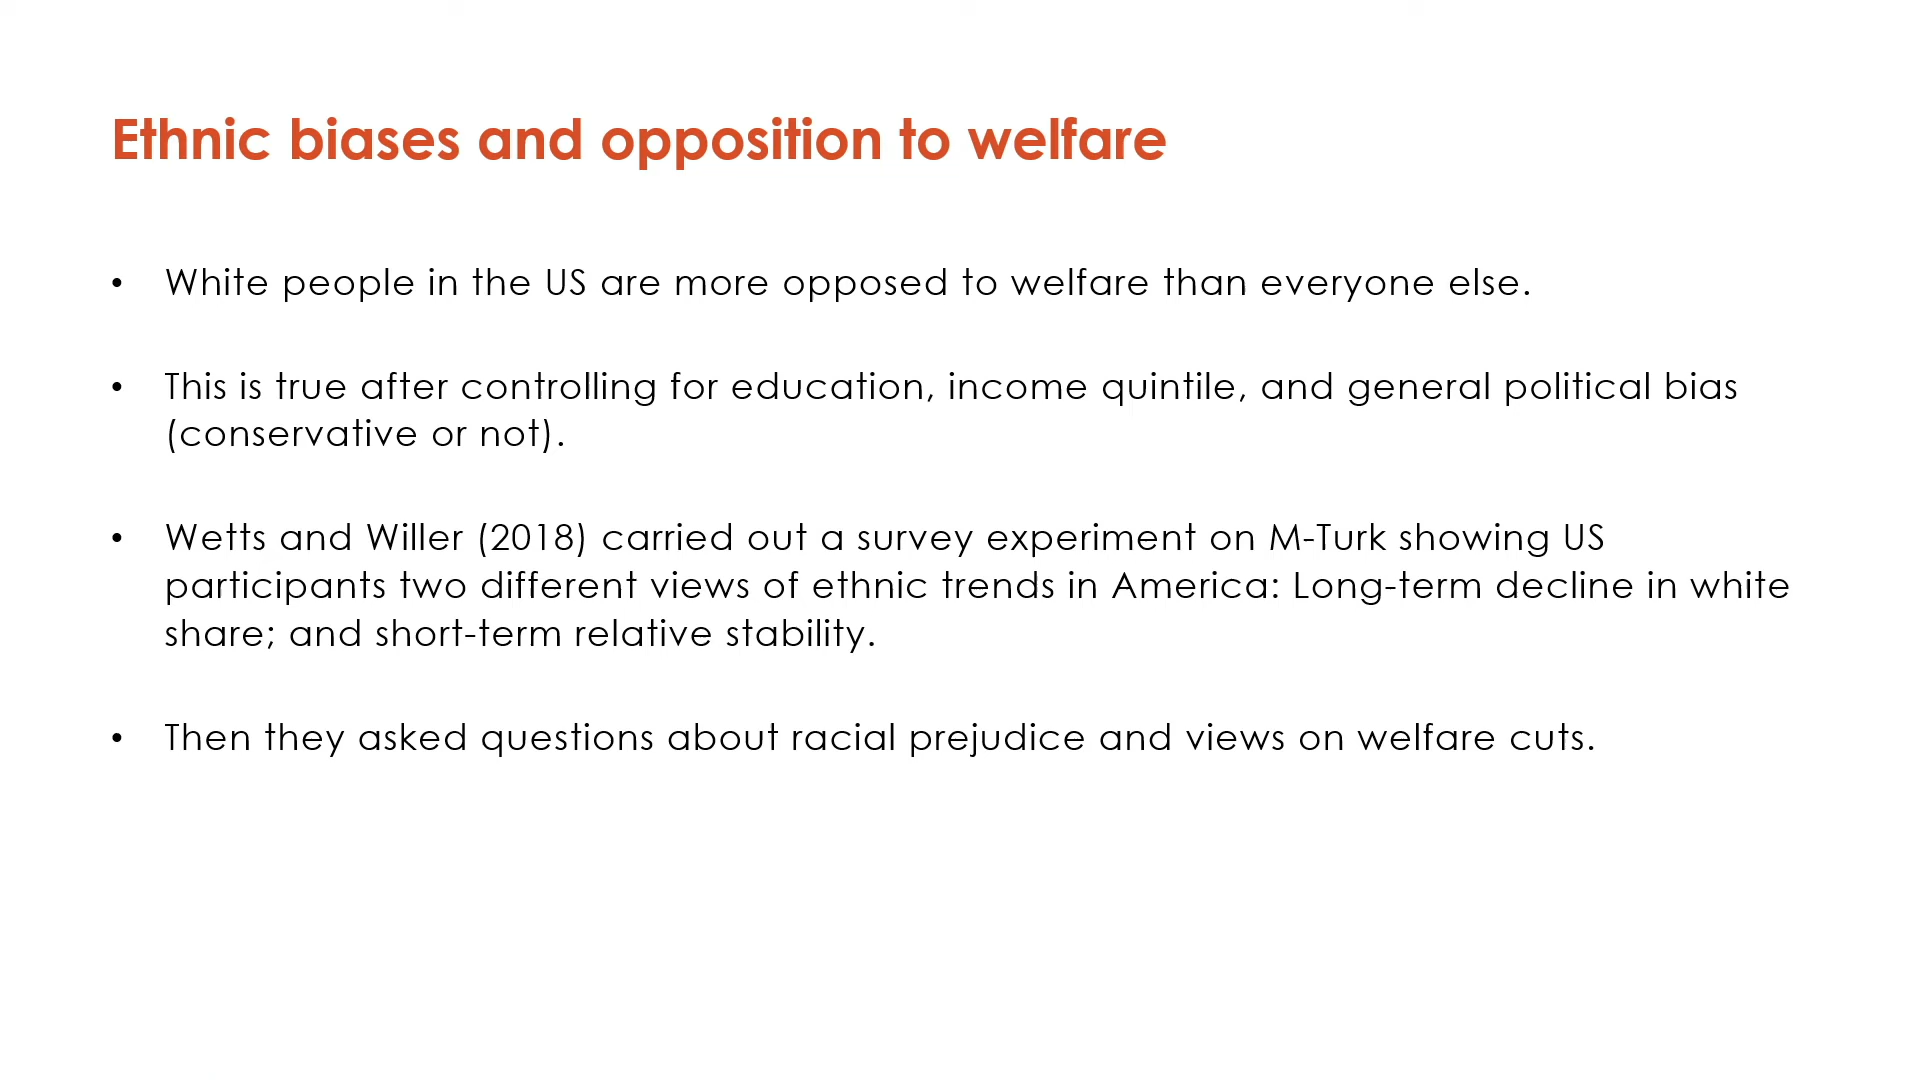 Ethnic biases and opposition to welfare
• White people in the US are more opposed to welfare than everyone else.
• This is true after controlling for education, income quintile, and general political bias
(conservative or not).
• Wetts and Willer (2018) carried out a survey experiment on M-Turk showing US
participants two different views of ethnic trends in America: Long-term decline in white
share; and short-term relative stability.
• Then they asked questions about racial prejudice and views on welfare cuts.